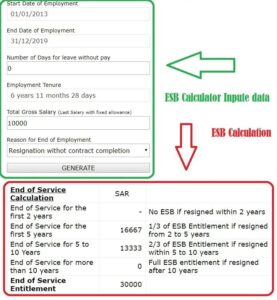 Start Date of Employment
01/01/2013
End Date of Employment
31/12/2019
Number of Days for leave without pay
0
Employment Tenure
6 years 11 months 28 days
Total Gross Salary (Last Salary with fixed allowance)
10000
Reason for End of Employment
Resignation withot contract completion
GENERATE
ESB Calculator Inpute data
ESB Calculation
End of Service Calculation SAR
End of Service for the first 2 years - No ESB if resigned within 2 years
End of Service for the first 5 years 16667 1/3 of ESB Entitlement if resigned from 2 to 5 years
End of Service for 5 to 10 Years 13333 2/3 of ESB Entitlement if resigned within 5 to 10 years
End of Service for more than 10 years 0 Full ESB entitlement if resigned after 10 years
End of Service Entitlement 30000